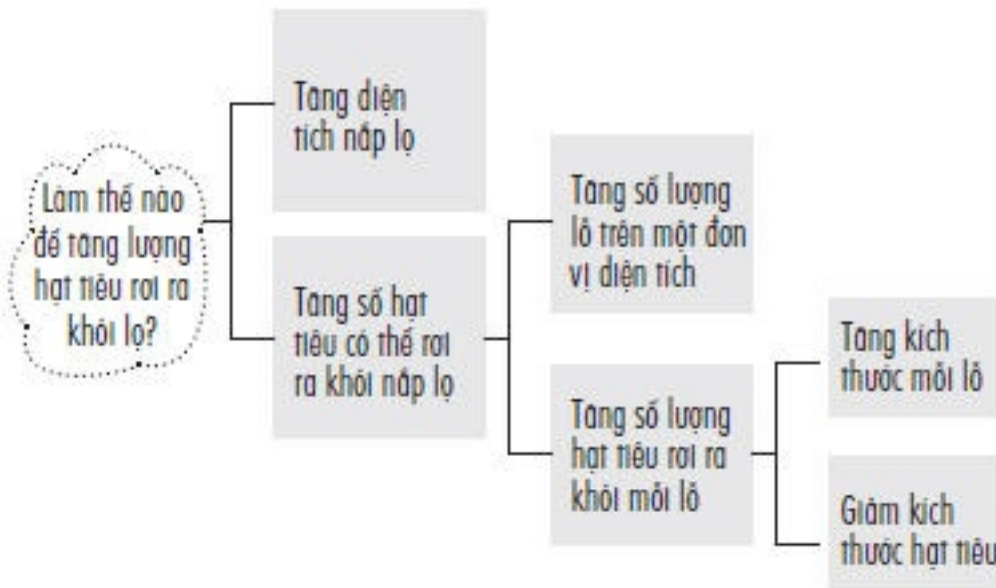 Làm thế nào
để tăng lượng
hạt tiêu rơi ra
khỏi lọ?
Tăng diện
tích nắp lọ
Tăng số hạt
tiêu có thể rơi
ra khỏi nắp lọ
Tăng số lượng
lỗ trên một đơn
vị diện tích
Tăng số lượng
hạt tiêu rơi ra
khỏi mỗi lỗ
Tăng kích
thước mỗi lỗ
Giảm kích
thước hạt tiêu